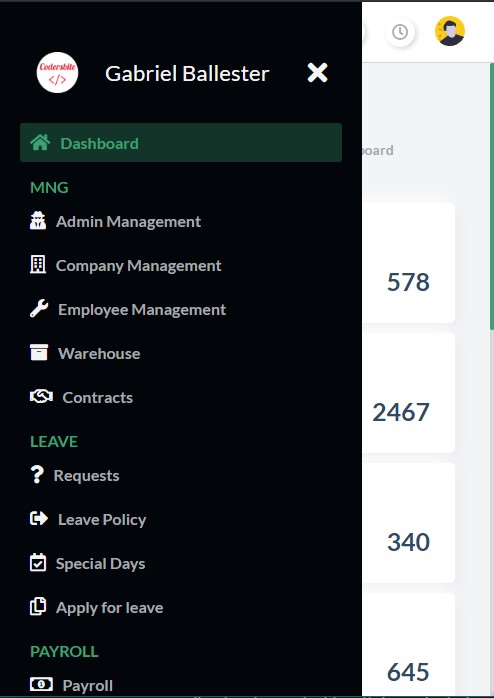 Codersbite
</>
Gabriel Ballester
Dashboard
board
MNG
Admin Management
Company Management
578
Employee Management
Warehouse
Contracts
2467
LEAVE
Requests
Leave Policy
340
Special Days
Apply for leave
PAYROLL
645
Payroll